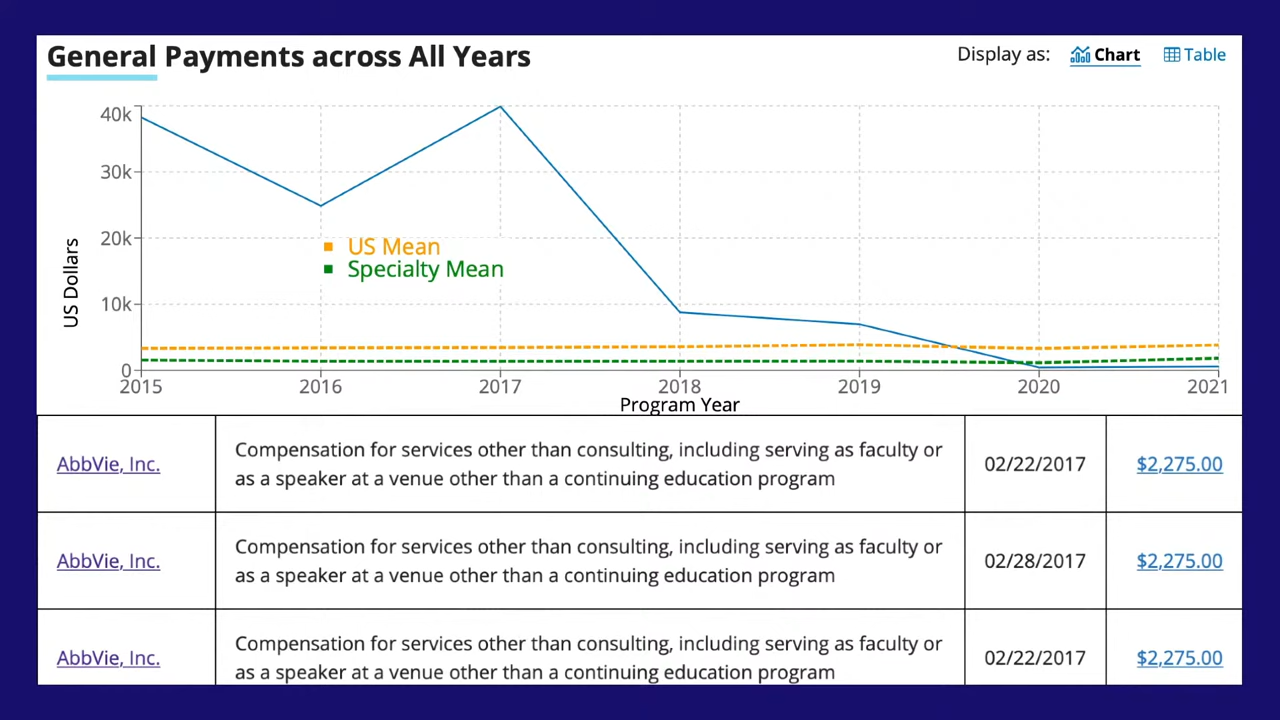 General Payments across All Years
Display as: Chart Table
40k
30k
20k
10k
0
US Dollars
US Mean
Specialty Mean
2015 2016 2017 2018 2019 2020 2021
Program Year
AbbVie, Inc.
Compensation for services other than consulting, including serving as faculty or
as a speaker at a venue other than a continuing education program
02/22/2017
$2,275.00
AbbVie, Inc.
Compensation for services other than consulting, including serving as faculty or
as a speaker at a venue other than a continuing education program
02/28/2017
$2,275.00
AbbVie, Inc.
Compensation for services other than consulting, including serving as faculty or
as a speaker at a venue other than a continuing education program
02/22/2017
$2,275.00